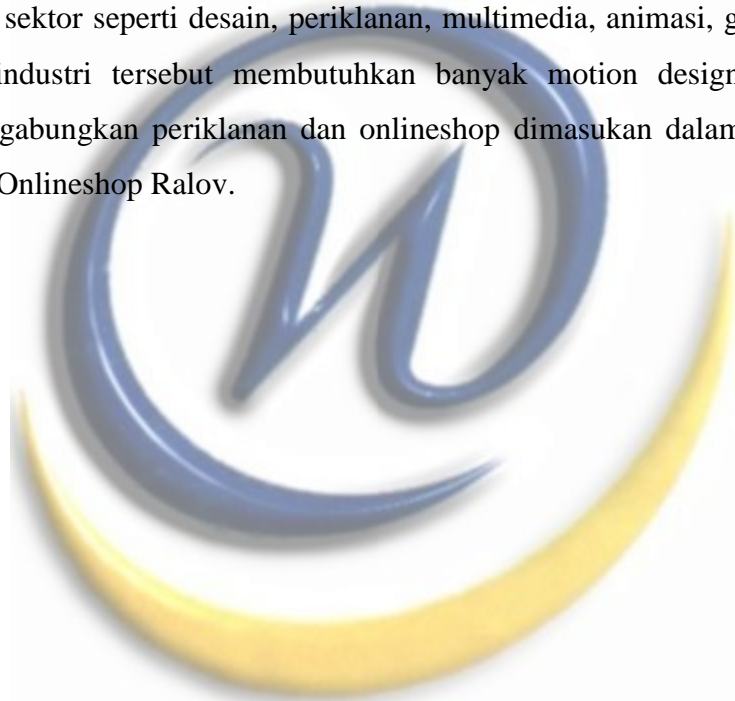 sektor seperti desain, periklanan, multimedia, animasi,
industri tersebut membutuhkan banyak motion
gabungkan periklanan dan onlineshop dimasukan dalam
Onlineshop Ralov.